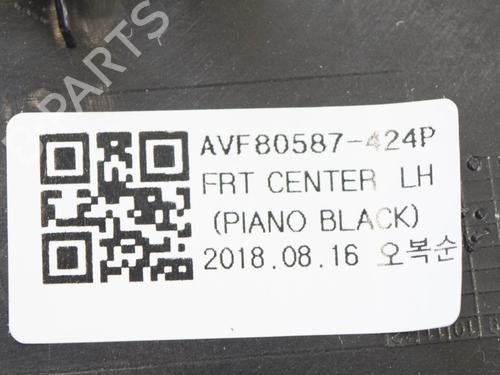 AVF80587-424P
FRT CENTER LH
(PIANO BLACK)
2018.08.16 오복순